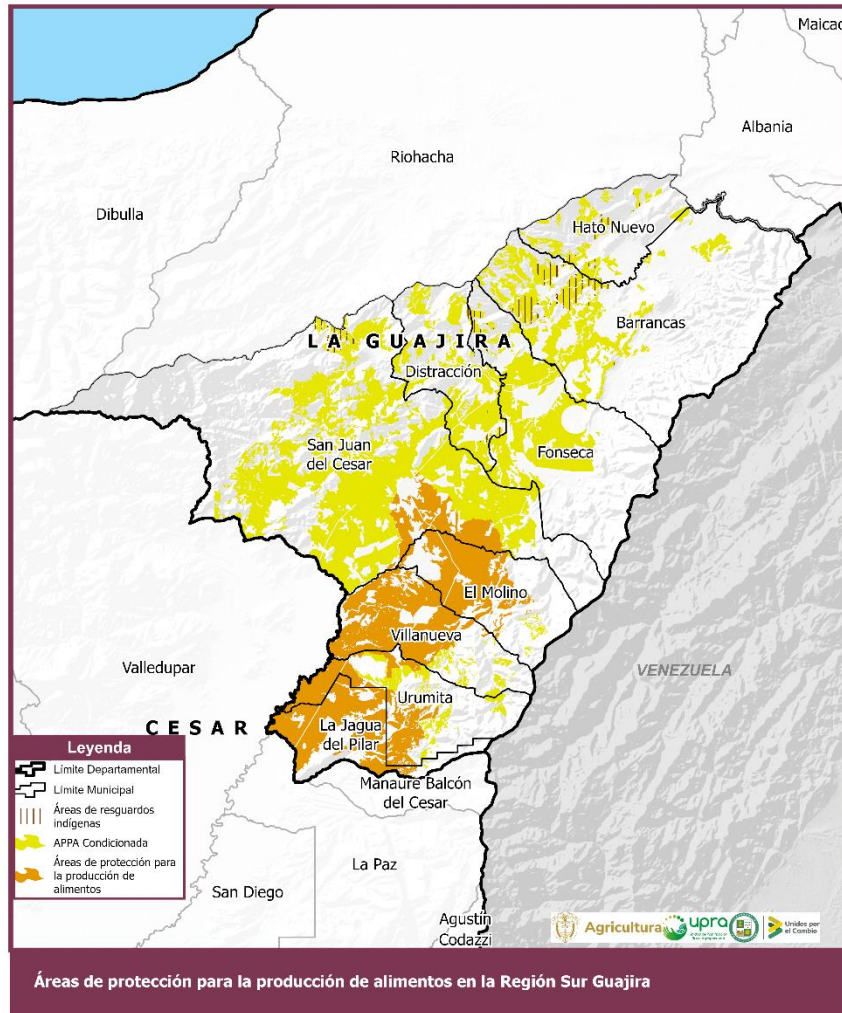 Maicao
Albania
Riohacha
Dibulla
Hato Nuevo
Barrancas
LA GUAJIRA
Distracción
San Juan
del Cesar
Fonseca
El Molino
Villanueva
Valledupar
VENEZUELA
Urumita
CESAR
La Jagua
del Pilar
Manaure Balcón
del Cesar
La Paz
San Diego
Agustín
Codazzi
Leyenda
Límite Departamental
Límite Municipal
Áreas de resguardos
indígenas
APPA Condicionada
Áreas de protección para
la producción de
alimentos
Agricultura
upra
Unidos por
el Cambio
Áreas de protección para la producción de alimentos en la Región Sur Guajira